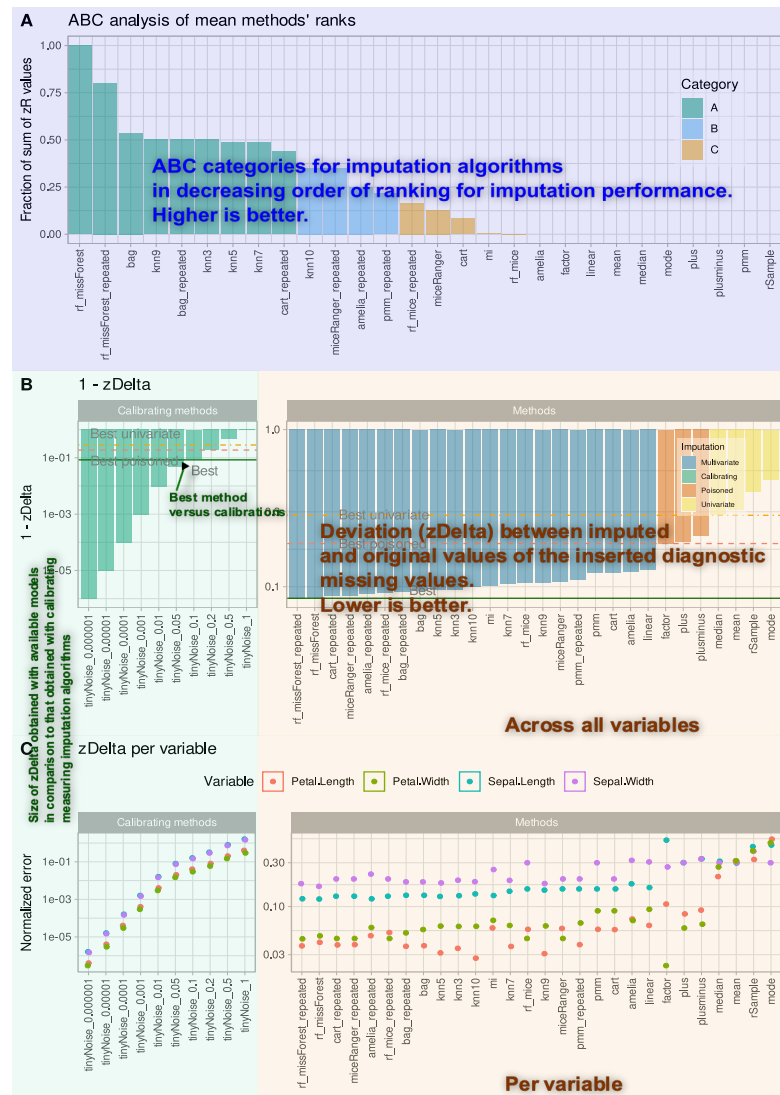 A ABC analysis of mean methods' ranks
Fraction of sum of zR values
1.00
0.75
0.50
0.25
0.00
Category
A
B
C
ABC categories for imputation algorithms
in decreasing order of ranking for imputation performance.
Higher is better.
rf_missForest
rf_missForest_repeated
bag
knn9
bag_repeated
knn3
knn5
knn7
cart_repeated
knn10
miceRanger_repeated
amelia_repeated
pmm_repeated
rf_mice_repeated
miceRanger
cart
mi
rf_mice
amelia
factor
linear
mean
median
mode
plus
plusminus
pmm
rSample
B 1 - zDelta
Calibrating methods
1 - zDelta
1e-01
1e-03
1e-05
Best univariate
Best poisoned
Best
Best method
versus calibrations
tinyNoise_0.000001
tinyNoise_0.00001
tinyNoise_0.0001
tinyNoise_0.001
tinyNoise_0.01
tinyNoise_0.05
tinyNoise_0.1
tinyNoise_0.2
tinyNoise_0.5
tinyNoise_1
Methods
1.0
0.3
0.1
Imputation
Multivariate
Calibrating
Poisoned
Univariate
Best univariate
Best poisoned
Best
Deviation (zDelta) between imputed
and original values of the inserted diagnostic
missing values.
Lower is better.
rf_missForest_repeated
rf_missForest
cart_repeated
miceRanger_repeated
amelia_repeated
rf_mice_repeated
bag_repeated
bag
knn5
knn3
knn10
mi
knn7
rf_mice
knn9
miceRanger
pmm_repeated
pmm
cart
amelia
linear
factor
plus
plusminus
median
mean
rSample
mode
Across all variables
Size of zDelta obtained with available models
in comparison to that obtained with calibrating
measuring imputation algorithms
C zDelta per variable
Variable
Petal.Length
Petal.Width
Sepal.Length
Sepal.Width
Calibrating methods
Normalized error
1e-01
1e-03
1e-05
tinyNoise_0.000001
tinyNoise_0.00001
tinyNoise_0.0001
tinyNoise_0.001
tinyNoise_0.01
tinyNoise_0.05
tinyNoise_0.1
tinyNoise_0.2
tinyNoise_0.5
tinyNoise_1
Methods
0.30
0.10
0.03
rf_missForest_repeated
rf_missForest
cart_repeated
miceRanger_repeated
amelia_repeated
rf_mice_repeated
bag_repeated
bag
knn5
knn3
knn10
mi
knn7
rf_mice
knn9
miceRanger
pmm_repeated
pmm
cart
amelia
linear
factor
plus
plusminus
median
mean
rSample
mode
Per variable